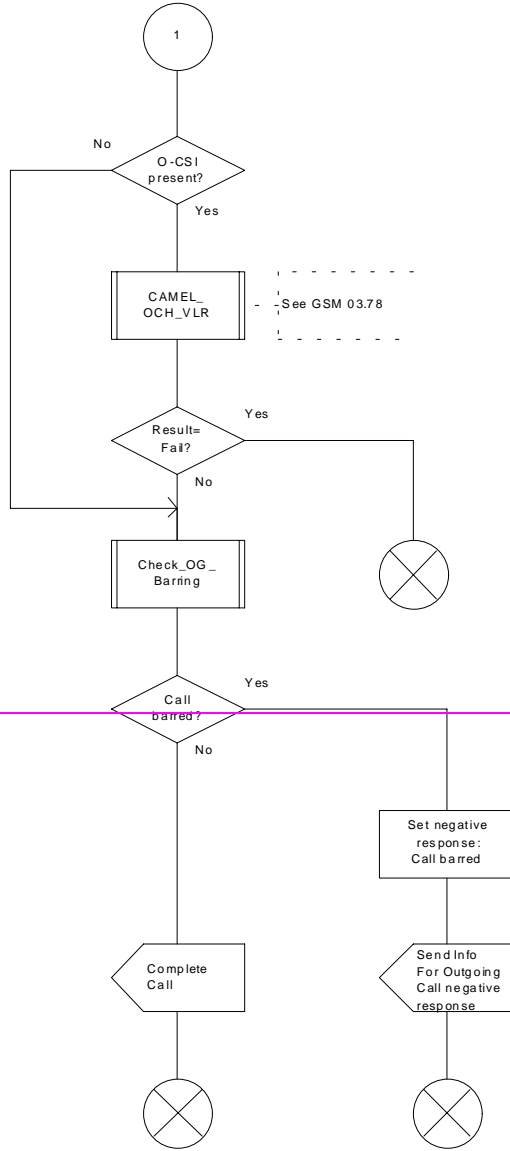 1
No
O-CSI
present?
Yes
CAMEL_
OCH_VLR
See GSM 03.78
Yes
Result=
Fail?
No
Check_OG_
Barring
Yes
Call
barred?
No
Set negative
response:
Call barred
Complete
Call
Send Info
For Outgoing
Call negative
response